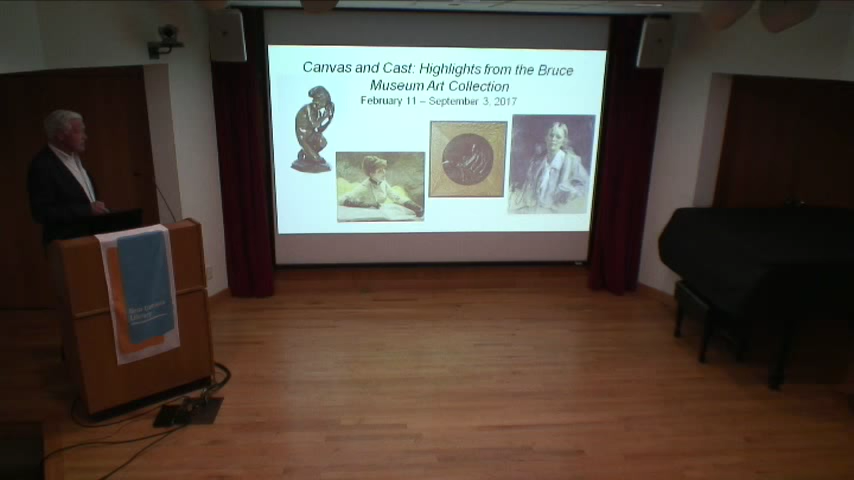 Canvas and Cast: Highlights from the Bruce
Museum Art Collection
February 11 – September 3, 2017